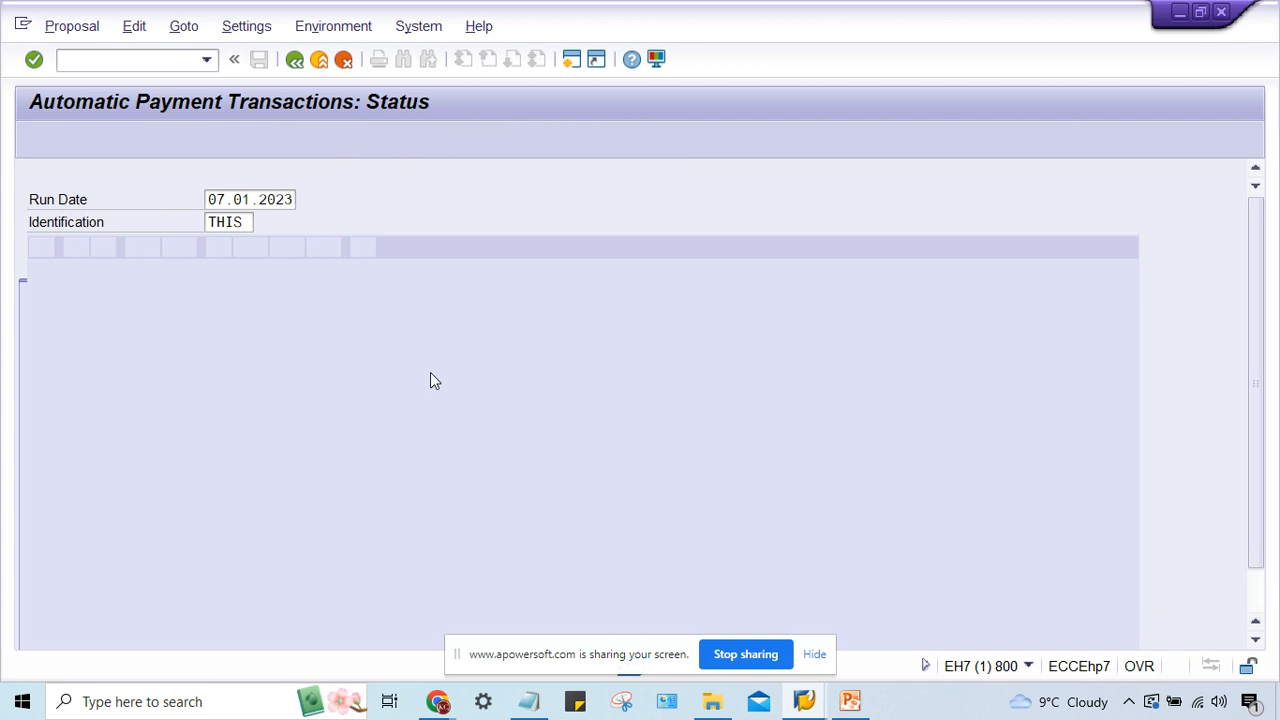 Proposal Edit Goto Settings Environment System Help
Automatic Payment Transactions: Status
Run Date 07.01.2023
Identification THIS
www.apowersoft.com is sharing your screen. Stop sharing Hide
EH7 (1) 800 ECCEhp7 OVR
Type here to search 9°C Cloudy 1